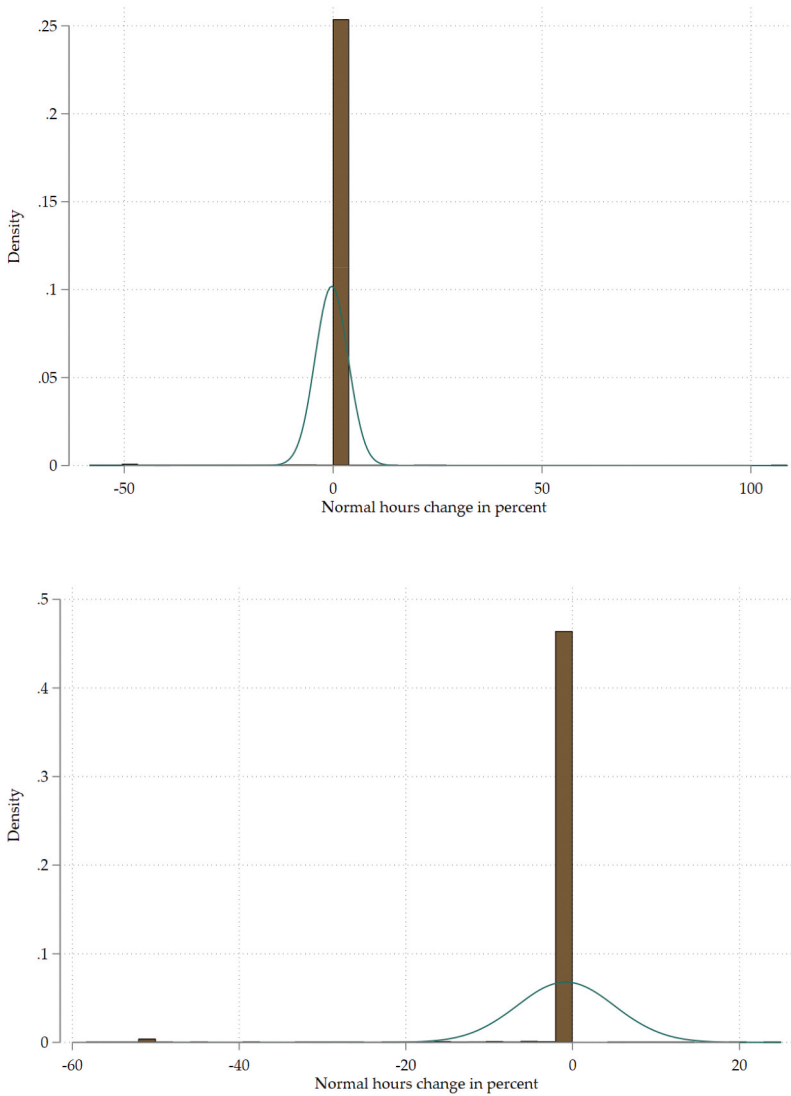 .25
.2
.15
.1
.05
0
Density
-50 0 50 100
Normal hours change in percent
.5
.4
.3
.2
.1
0
Density
-60 -40 -20 0 20
Normal hours change in percent